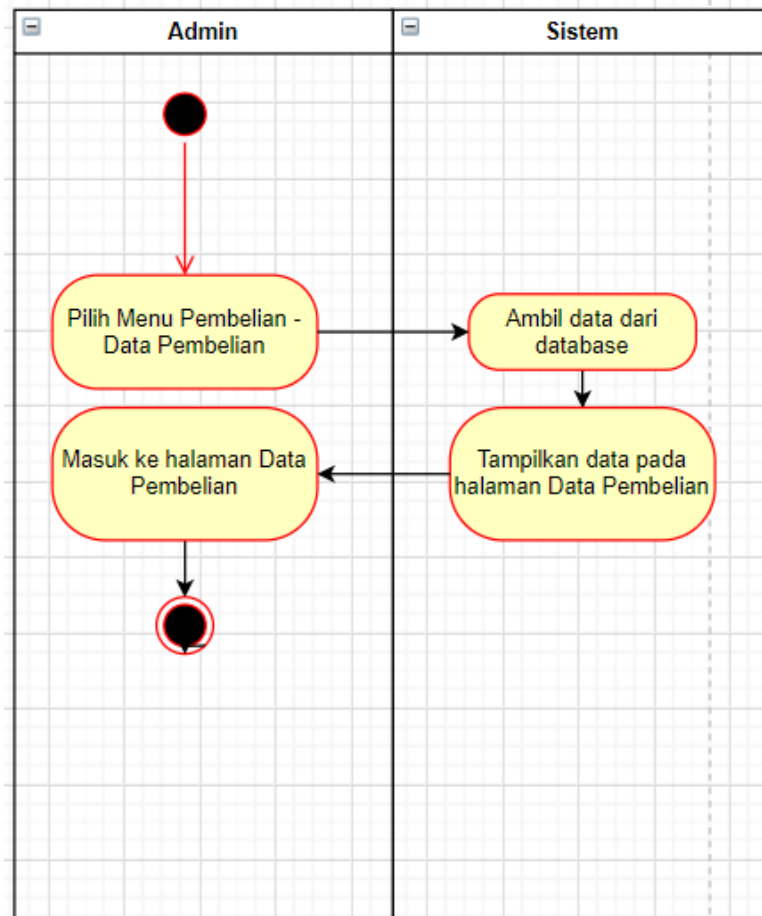 Admin
Sistem
Pilih Menu Pembelian -
Data Pembelian
Ambil data dari
database
Masuk ke halaman Data
Pembelian
Tampilkan data pada
halaman Data Pembelian